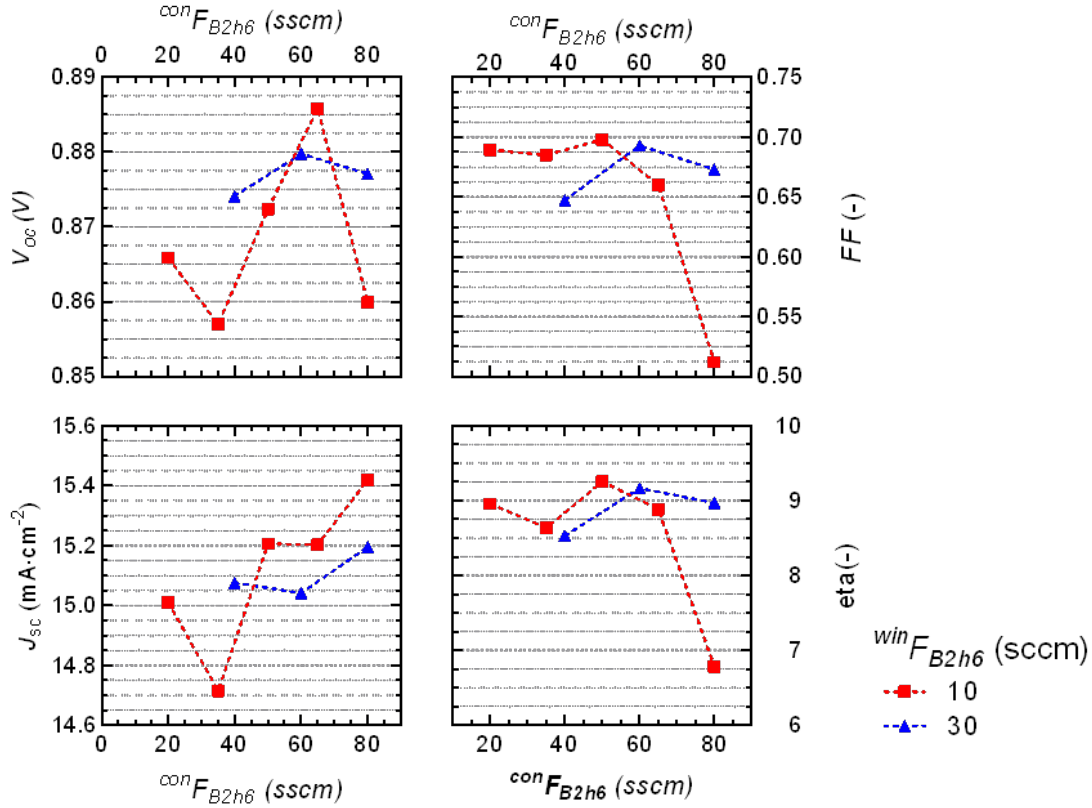 conF_B2h6 (sscm)
conF_B2h6 (sscm)
0 20 40 60 80
20 40 60 80
V_oc (V)
0.89
0.88
0.87
0.86
0.85
0.75
0.70
0.65
0.60
0.55
0.50
FF (-)
J_sc (mA·cm⁻²)
15.6
15.4
15.2
15.0
14.8
14.6
10
9
8
7
6
eta(-)
0 20 40 60 80
20 40 60 80
conF_B2h6 (sscm)
conF_B2h6 (sscm)
winF_B2h6 (sccm)
10
30